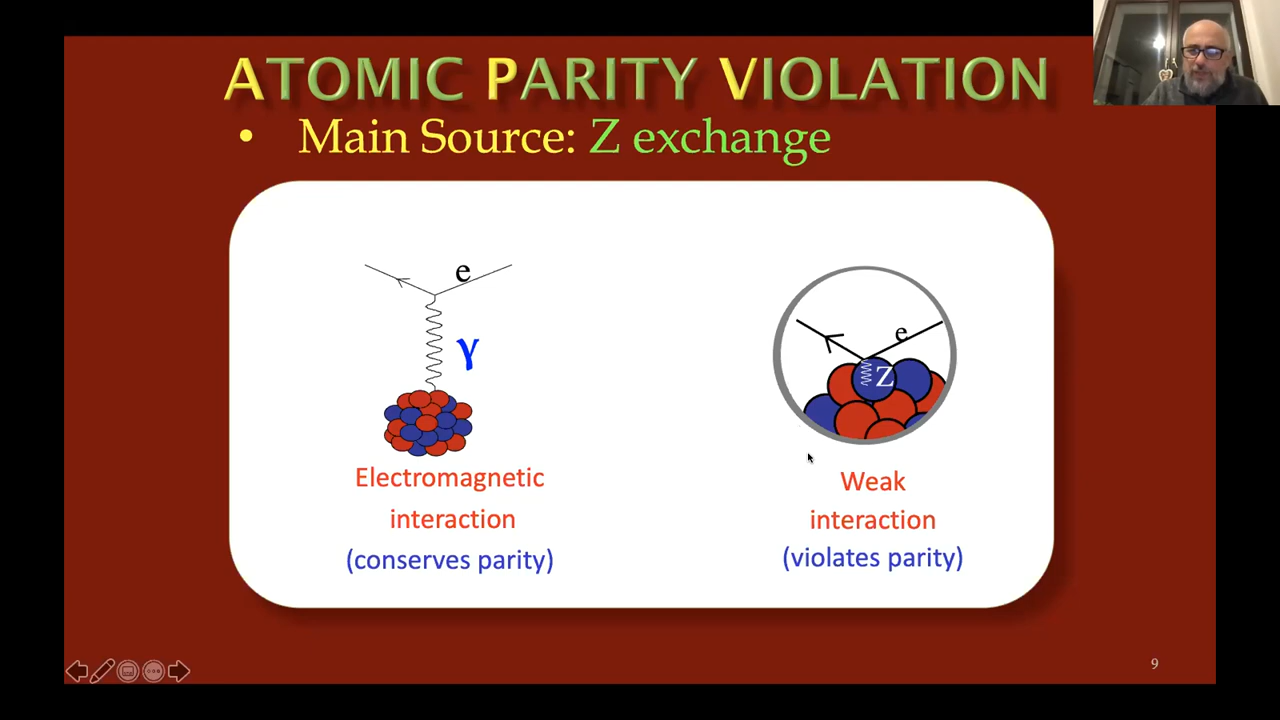 ATOMIC PARITY VIOLATION
• Main Source: Z exchange
e
γ
e
Z
Electromagnetic
interaction
(conserves parity)
Weak
interaction
(violates parity)
9